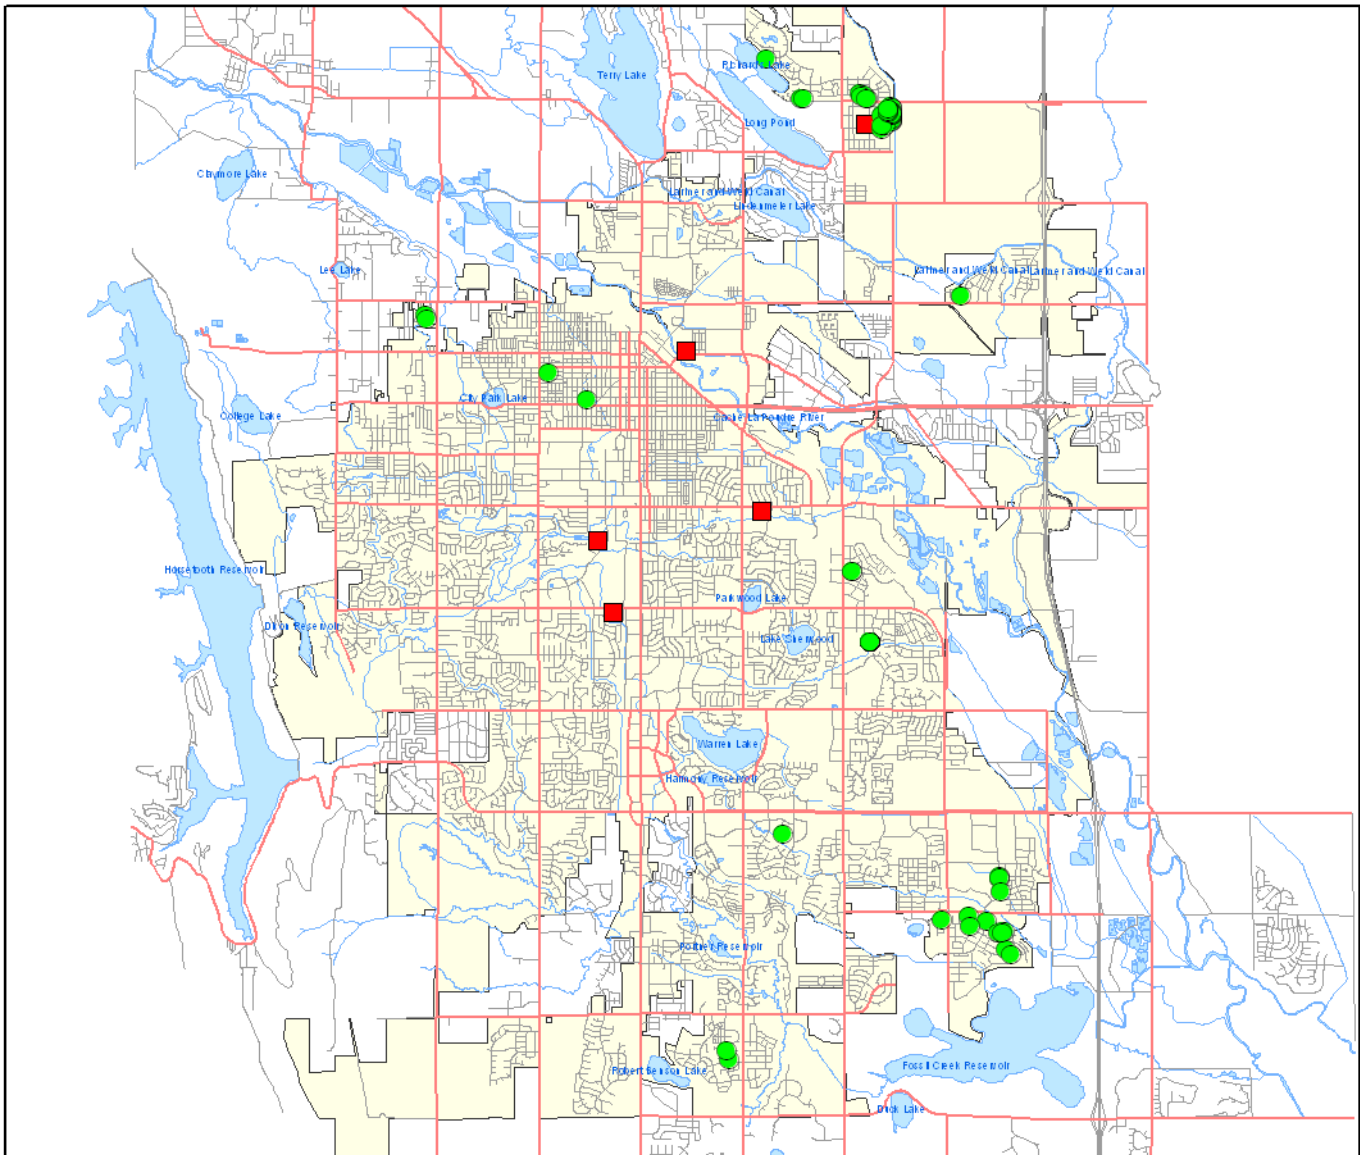 Richards Lake
Terry Lake
Long Pond
Claymore Lake
Larimer and Weld Canal
Lindenmeier Lake
Lee Lake
Larimer and Weld Canal
Larimer and Weld Canal
City Park Lake
College Lake
Cache La Poudre River
Horsetooth Reservoir
Parkwood Lake
Dixon Reservoir
Lake Sherwood
Warren Lake
Harmony Reservoir
Portner Reservoir
Robert Benson Lake
Fossil Creek Reservoir
Duck Lake